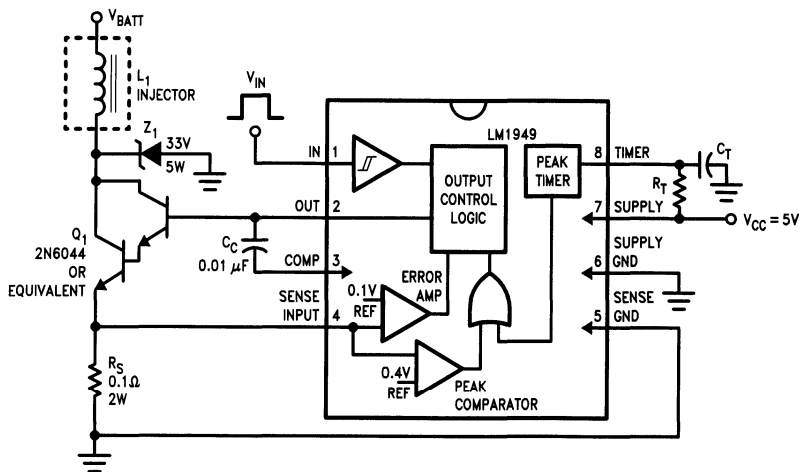 VBATT
L1
INJECTOR
VIN
Z1
33V
5W
LM1949
IN
1
PEAK
TIMER
8
TIMER
CT
RT
OUTPUT
CONTROL
LOGIC
OUT
2
7
SUPPLY
VCC = 5V
Q1
2N6044
OR
EQUIVALENT
CC
0.01 μF
COMP
3
SUPPLY
6
GND
ERROR
AMP
0.1V
REF
SENSE
INPUT
4
SENSE
5
GND
RS
0.1Ω
2W
0.4V
REF
PEAK
COMPARATOR